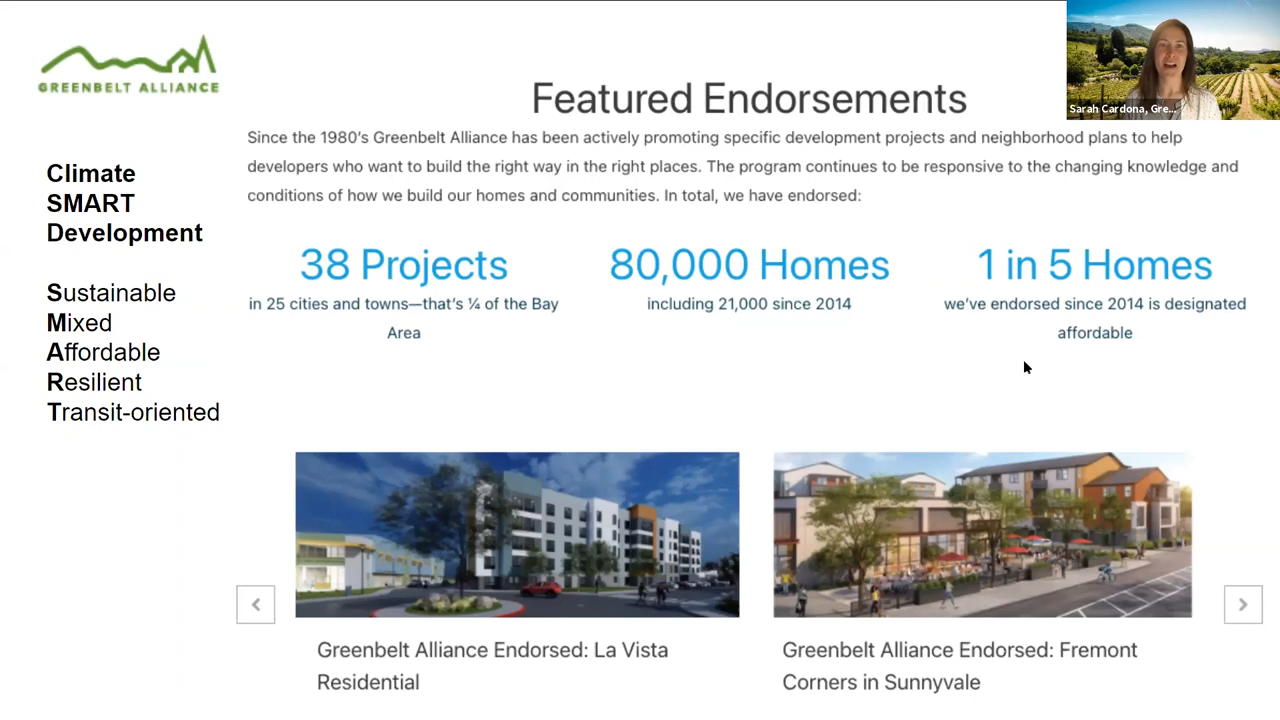 GREENBELT ALLIANCE
Climate
SMART
Development
Sustainable
Mixed
Affordable
Resilient
Transit-oriented
Featured Endorsements
Since the 1980's Greenbelt Alliance has been actively promoting specific development projects and neighborhood plans to help
developers who want to build the right way in the right places. The program continues to be responsive to the changing knowledge and
conditions of how we build our homes and communities. In total, we have endorsed:
38 Projects
in 25 cities and towns—that's ¼ of the Bay
Area
80,000 Homes
including 21,000 since 2014
1 in 5 Homes
we've endorsed since 2014 is designated
affordable
Greenbelt Alliance Endorsed: La Vista
Residential
Greenbelt Alliance Endorsed: Fremont
Corners in Sunnyvale
Sarah Cardona, Gre...